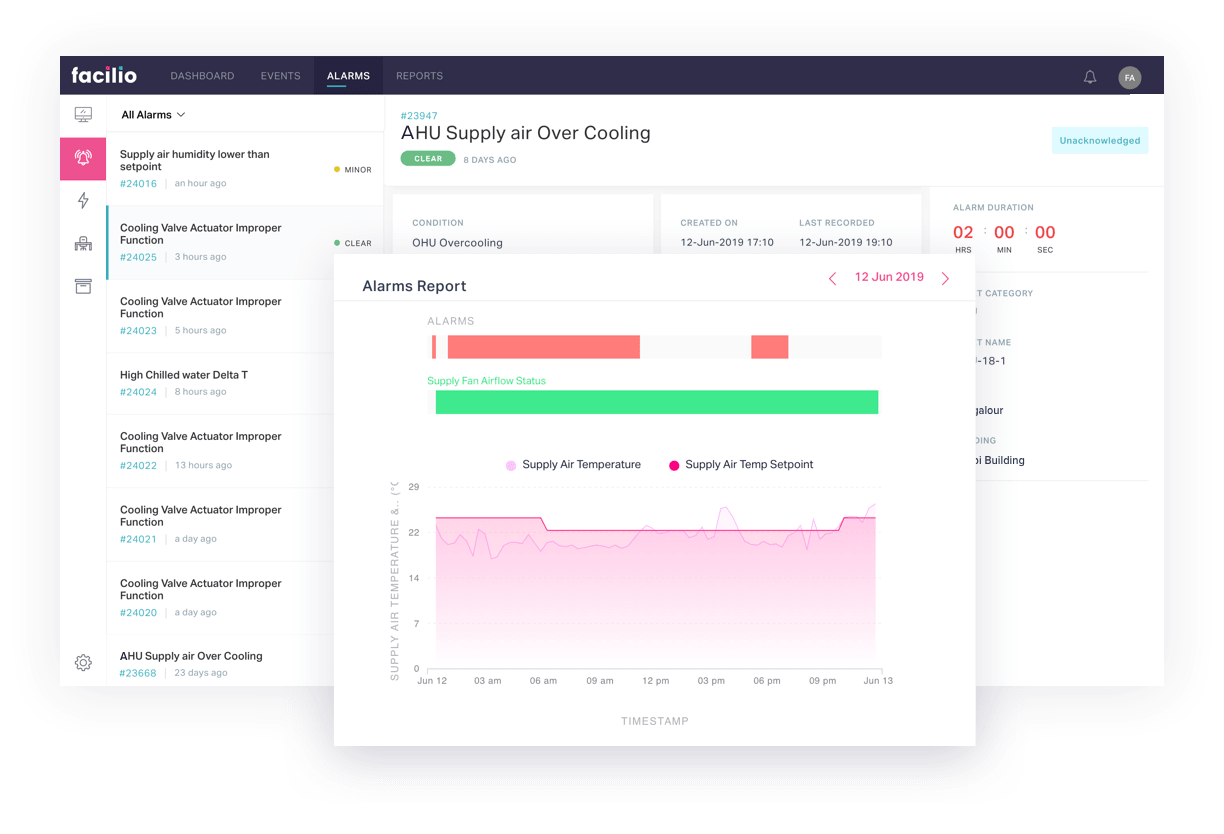 facilio
DASHBOARD
EVENTS
ALARMS
REPORTS
FA
All Alarms
Supply air humidity lower than
setpoint
#24016
an hour ago
MINOR
Cooling Valve Actuator Improper
Function
#24025
3 hours ago
CLEAR
Cooling Valve Actuator Improper
Function
#24023
5 hours ago
High Chilled water Delta T
#24024
8 hours ago
Cooling Valve Actuator Improper
Function
#24022
13 hours ago
Cooling Valve Actuator Improper
Function
#24021
a day ago
Cooling Valve Actuator Improper
Function
#24020
a day ago
AHU Supply air Over Cooling
#23668
23 days ago
#23947
AHU Supply air Over Cooling
CLEAR
8 DAYS AGO
Unacknowledged
CONDITION
OHU Overcooling
CREATED ON
12-Jun-2019 17:10
LAST RECORDED
12-Jun-2019 19:10
ALARM DURATION
02 : 00 : 00
HRS MIN SEC
T CATEGORY
T NAME
-18-1
galour
DING
bi Building
Alarms Report
12 Jun 2019
ALARMS
Supply Fan Airflow Status
Supply Air Temperature
Supply Air Temp Setpoint
SUPPLY AIR TEMPERATURE &.. (°C
29
22
14
7
0
Jun 12
03 am
06 am
09 am
12 pm
03 pm
06 pm
09 pm
Jun 13
TIMESTAMP